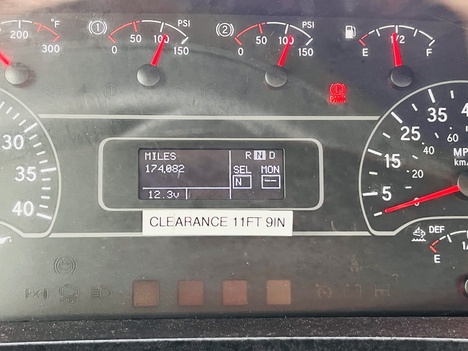 200 °F
300
(1) 0 50 100 150 PSI
(2) 0 50 100 150 PSI
E 1/2 F
30
35
40
MILES
174,082
12.3v
R N D
SEL MON
N --
CLEARANCE 11FT 9IN
5
15
25
35
20
40
60
MP
km/
DEF
E